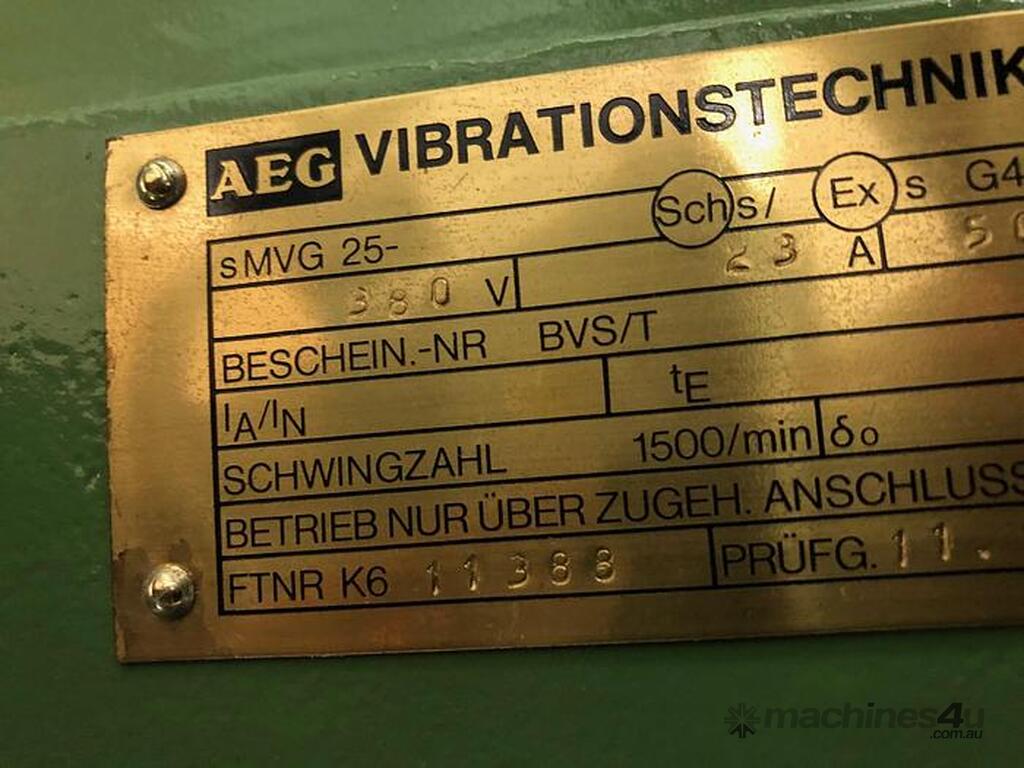 AEG VIBRATIONSTECHNIK
sMVG 25- Sch s/ Ex s G4
380 V 23 A 50
BESCHEIN.-NR BVS/T
IA/IN tE
SCHWINGZAHL 1500/min δo
BETRIEB NUR ÜBER ZUGEH. ANSCHLUSS
FTNR K6 11388 PRÜFG. 11.
machines4u
.com.au